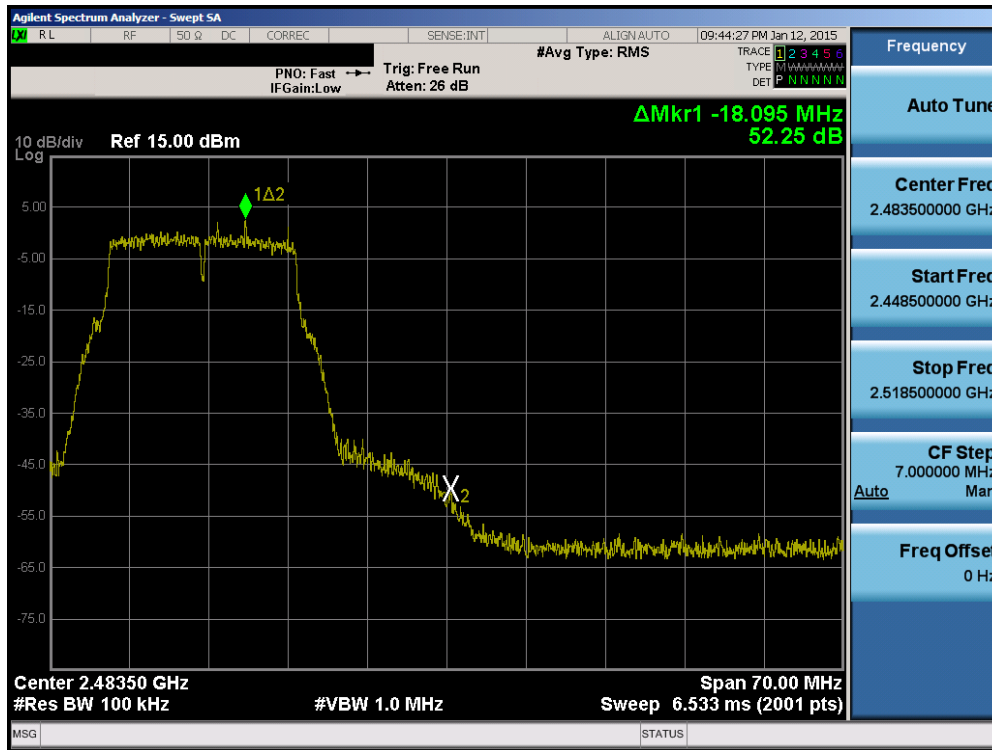 Agilent Spectrum Analyzer - Swept SA
LXI RL RF 50 Ω DC CORREC SENSE:INT ALIGN AUTO 09:44:27 PM Jan 12, 2015
#Avg Type: RMS TRACE 1 2 3 4 5 6
PNO: Fast Trig: Free Run TYPE M WWWWW
IFGain:Low Atten: 26 dB DET P N N N N N
ΔMkr1 -18.095 MHz
52.25 dB
10 dB/div Ref 15.00 dBm
Log
1Δ2
5.00
-5.00
-15.0
-25.0
-35.0
-45.0
2
-55.0
-65.0
-75.0
Center 2.48350 GHz Span 70.00 MHz
#Res BW 100 kHz #VBW 1.0 MHz Sweep 6.533 ms (2001 pts)
MSG STATUS
Frequency
Auto Tune
Center Freq
2.483500000 GHz
Start Freq
2.448500000 GHz
Stop Freq
2.518500000 GHz
CF Step
7.000000 MHz
Auto Man
Freq Offset
0 Hz